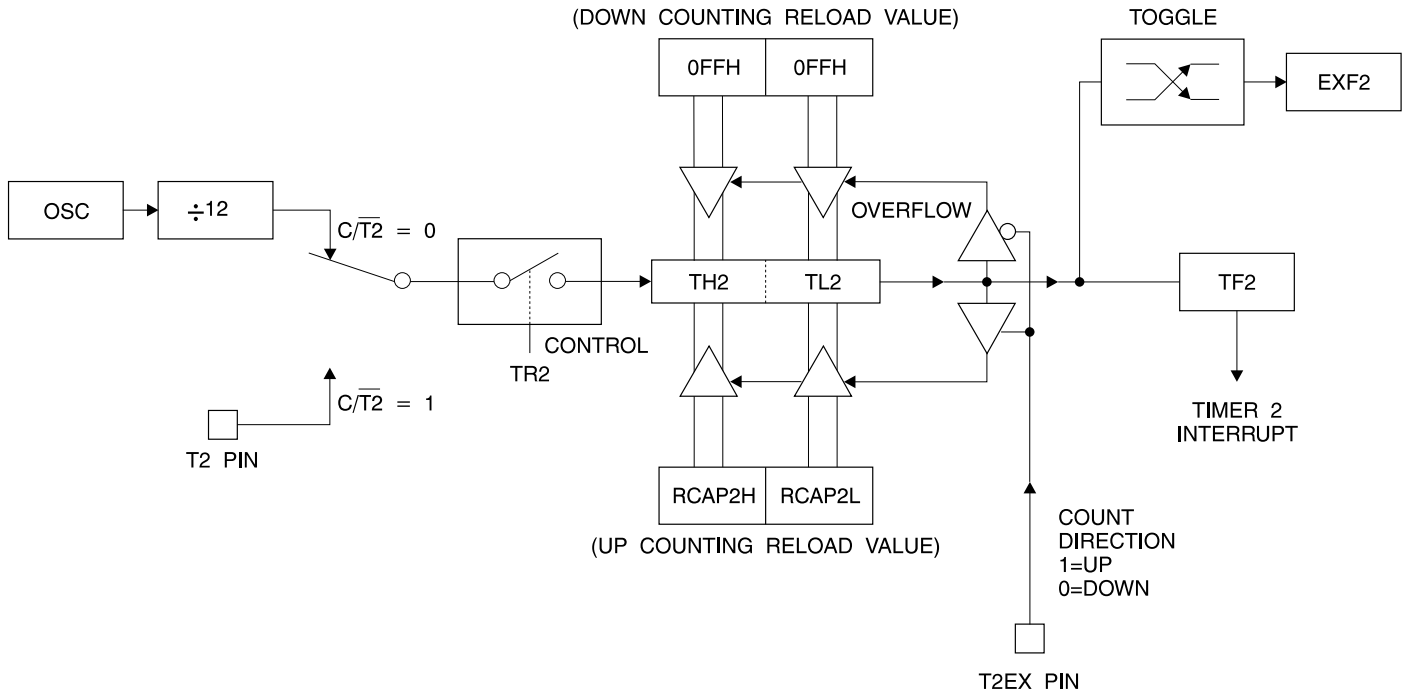 (DOWN COUNTING RELOAD VALUE)
TOGGLE
0FFH
0FFH
EXF2
OSC
÷12
C/T2̅ = 0
OVERFLOW
TH2
TL2
TF2
CONTROL
TR2
C/T2̅ = 1
T2 PIN
TIMER 2
INTERRUPT
RCAP2H
RCAP2L
(UP COUNTING RELOAD VALUE)
COUNT
DIRECTION
1=UP
0=DOWN
T2EX PIN